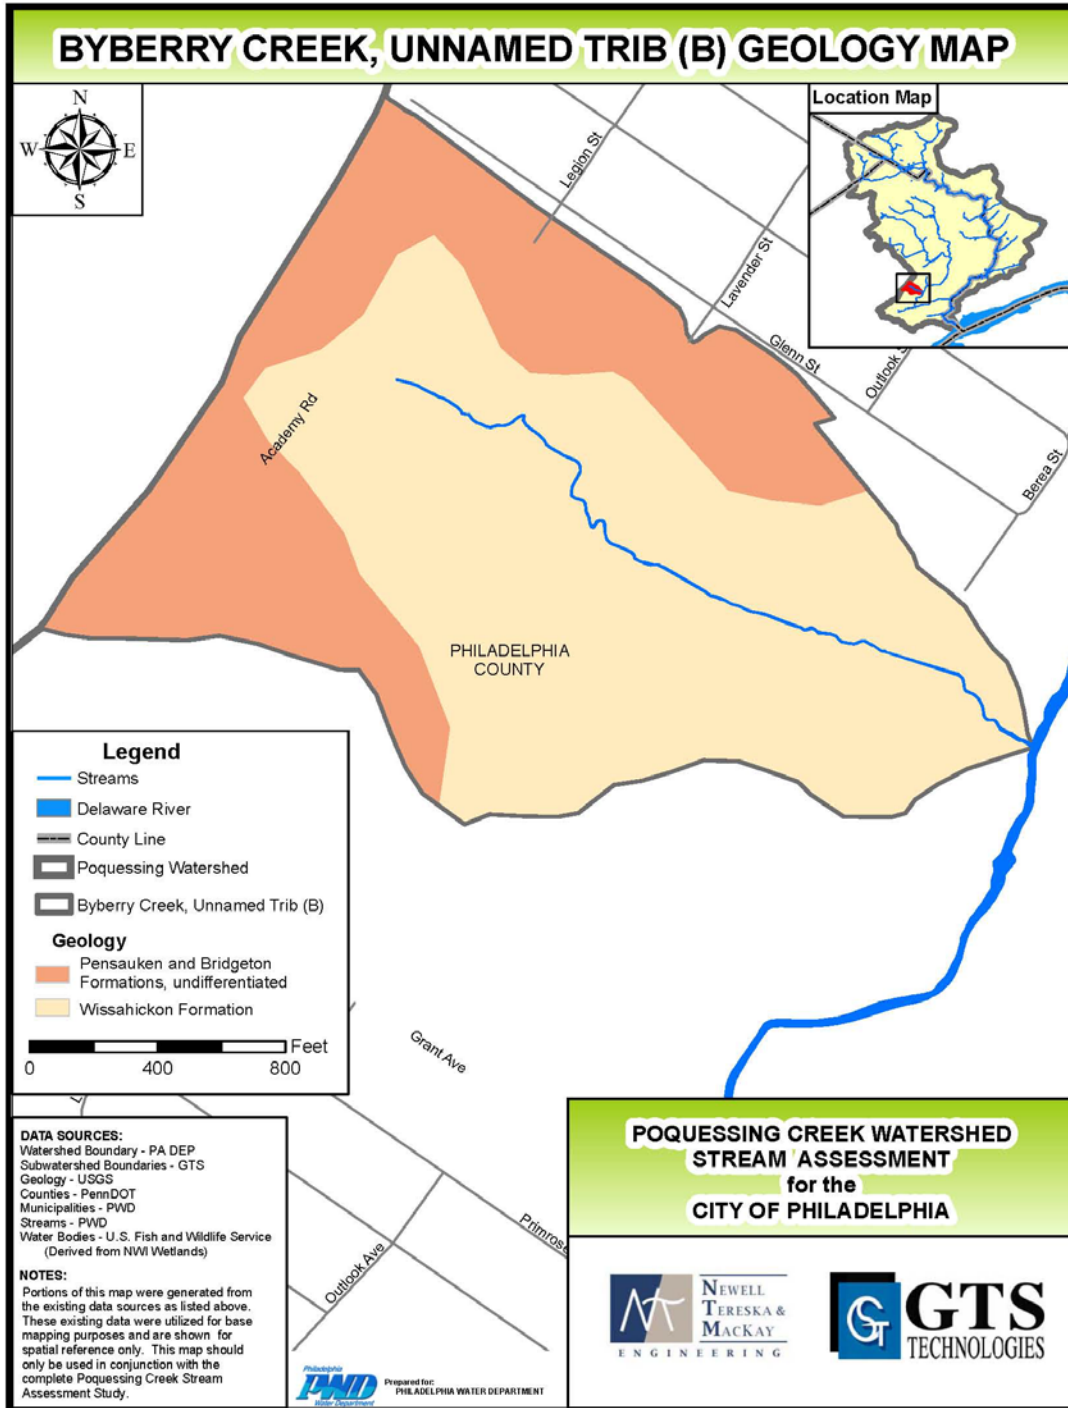 BYBERRY CREEK, UNNAMED TRIB (B) GEOLOGY MAP
N
W
E
S
Location Map
Legion St
Lavender St
Glenn St
Outlook S
Berea St
Academy Rd
PHILADELPHIA
COUNTY
Legend
Streams
Delaware River
County Line
Poquessing Watershed
Byberry Creek, Unnamed Trib (B)
Geology
Pensauken and Bridgeton
Formations, undifferentiated
Wissahickon Formation
Feet
0 400 800
Grant Ave
Primrose
Outlook Ave
DATA SOURCES:
Watershed Boundary - PA DEP
Subwatershed Boundaries - GTS
Geology - USGS
Counties - PennDOT
Municipalities - PWD
Streams - PWD
Water Bodies - U.S. Fish and Wildlife Service
(Derived from NWI Wetlands)
NOTES:
Portions of this map were generated from
the existing data sources as listed above.
These existing data were utilized for base
mapping purposes and are shown for
spatial reference only. This map should
only be used in conjunction with the
complete Poquessing Creek Stream
Assessment Study.
Philadelphia
PWD
Water Department
Prepared for:
PHILADELPHIA WATER DEPARTMENT
POQUESSING CREEK WATERSHED
STREAM ASSESSMENT
for the
CITY OF PHILADELPHIA
NEWELL
TERESKA &
MACKAY
ENGINEERING
GTS
TECHNOLOGIES